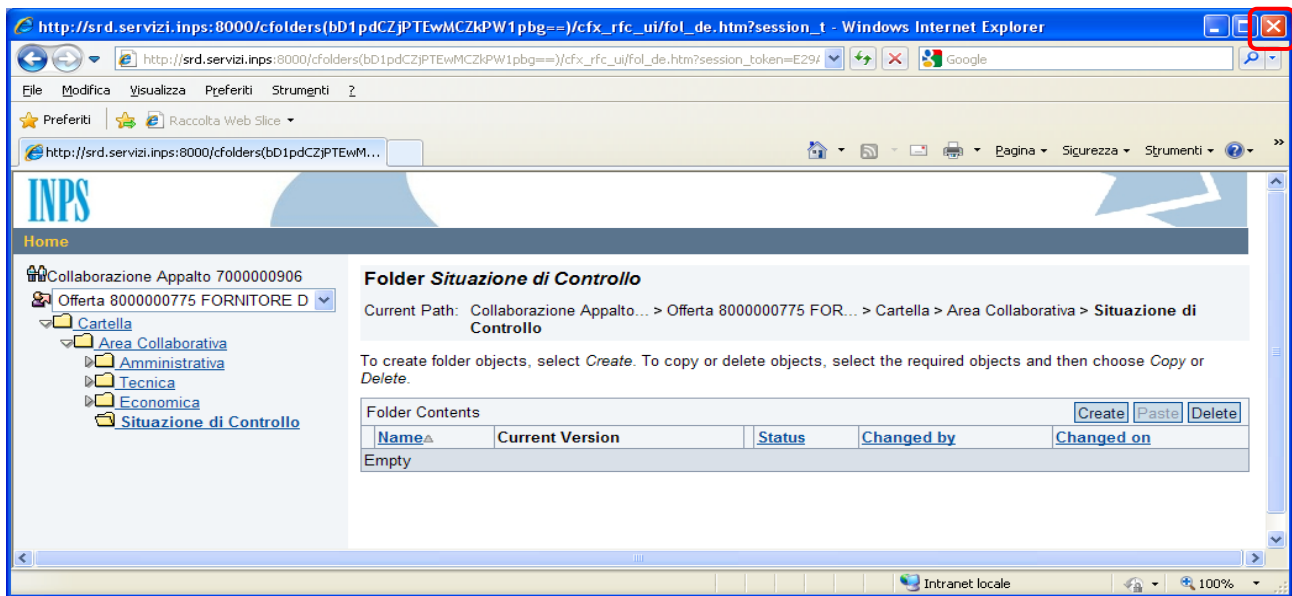 http://srd.servizi.inps:8000/cfolders(bD1pdCZjPTEwMCZkPW1pbg==)/cfx_rfc_ui/fol_de.htm?session_t - Windows Internet Explorer
http://srd.servizi.inps:8000/cfolders(bD1pdCZjPTEwMCZkPW1pbg==)/cfx_rfc_ui/fol_de.htm?session_token=E29 Google
File Modifica Visualizza Preferiti Strumenti ?
Preferiti Raccolta Web Slice
http://srd.servizi.inps:8000/cfolders(bD1pdCZjPTEwM... Pagina Sicurezza Strumenti »
INPS
Home
Collaborazione Appalto 7000000906
Offerta 8000000775 FORNITORE D
Cartella
Area Collaborativa
Amministrativa
Tecnica
Economica
Situazione di Controllo
Folder Situazione di Controllo
Current Path: Collaborazione Appalto... > Offerta 8000000775 FOR... > Cartella > Area Collaborativa > Situazione di
Controllo
To create folder objects, select Create. To copy or delete objects, select the required objects and then choose Copy or
Delete.
Folder Contents Create Paste Delete
Name Current Version Status Changed by Changed on
Empty
Intranet locale 100%